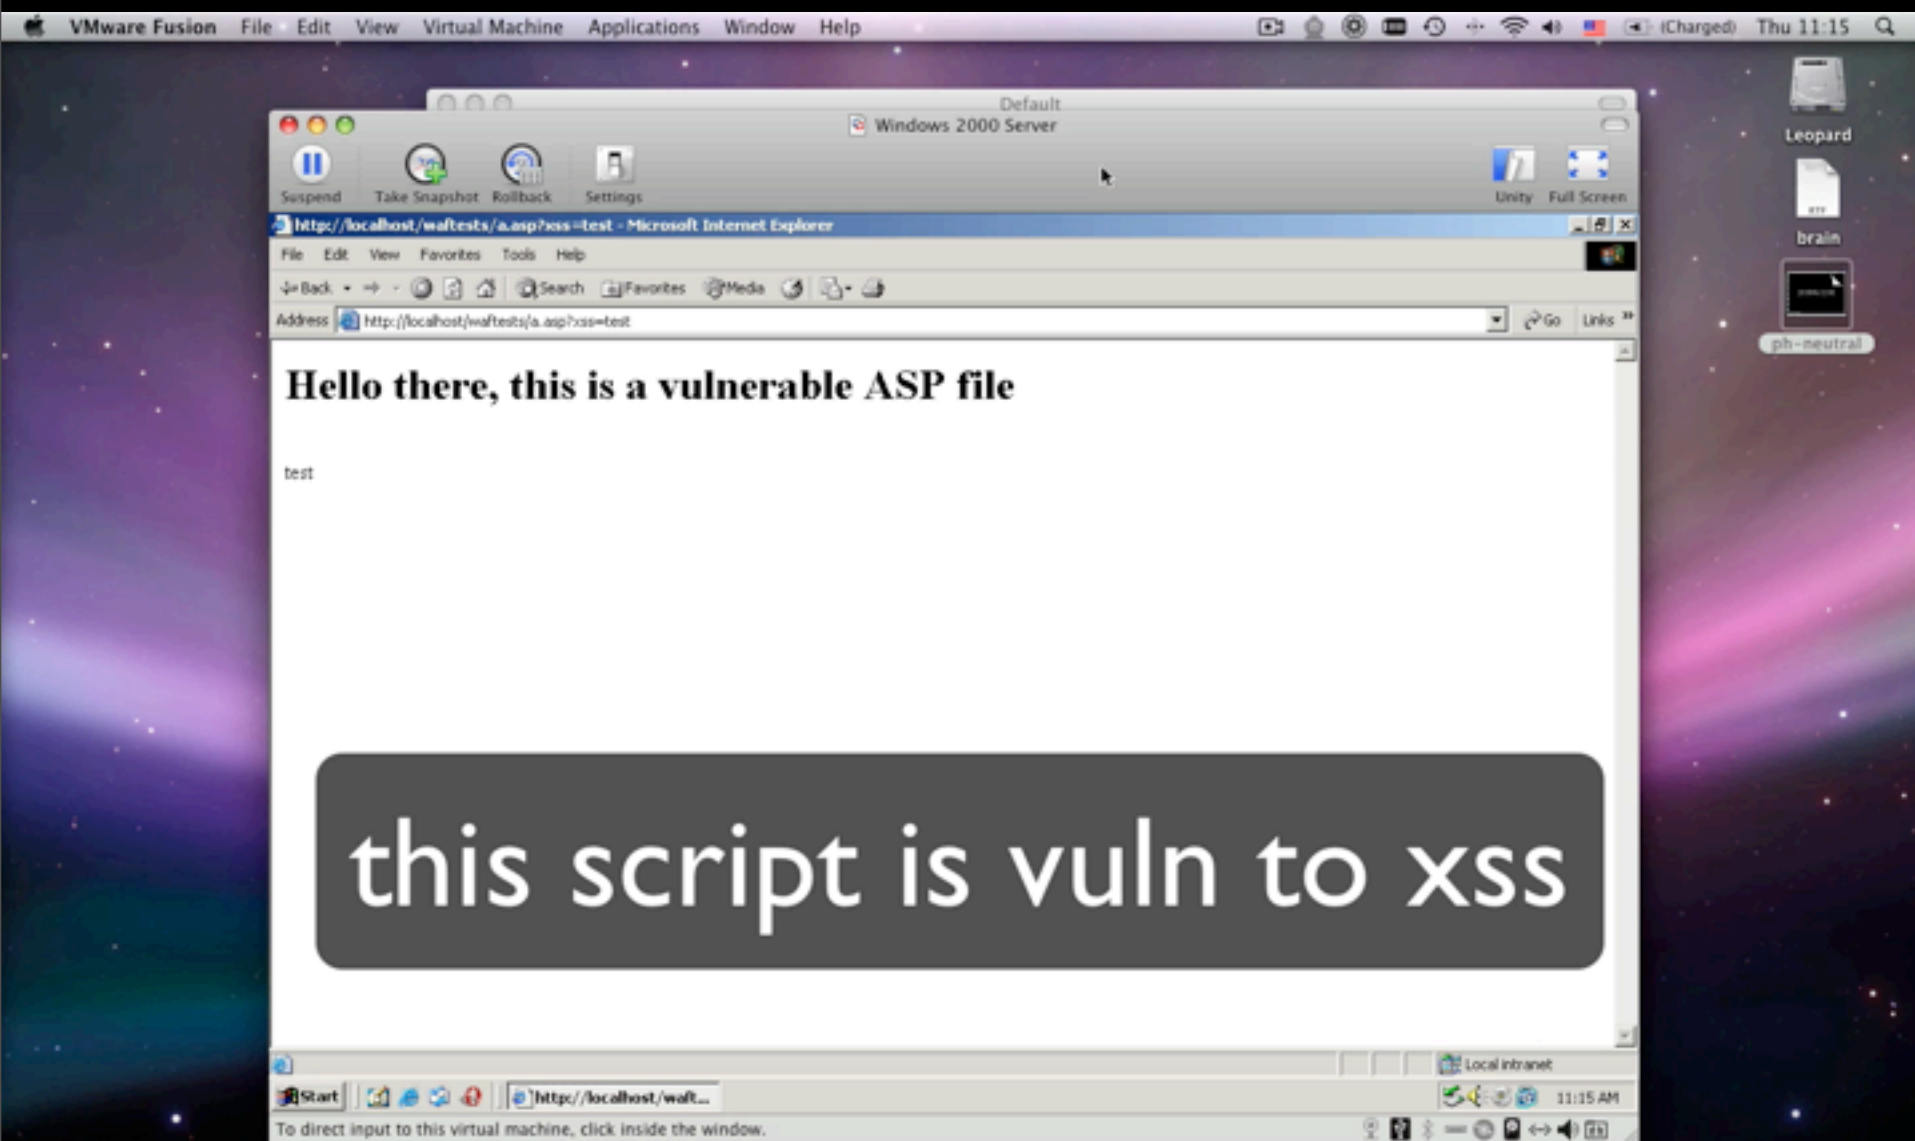 VMware Fusion File Edit View Virtual Machine Applications Window Help (Charged) Thu 11:15
Default
Windows 2000 Server
Suspend Take Snapshot Rollback Settings Unity Full Screen
http://localhost/waftests/a.asp?xss=test - Microsoft Internet Explorer
File Edit View Favorites Tools Help
Back Search Favorites Media
Address http://localhost/waftests/a.asp?xss=test Go Links »
Hello there, this is a vulnerable ASP file
test
this script is vuln to xss
Local intranet
Start http://localhost/waft... 11:15 AM
To direct input to this virtual machine, click inside the window.
Leopard
brain
ph-neutral